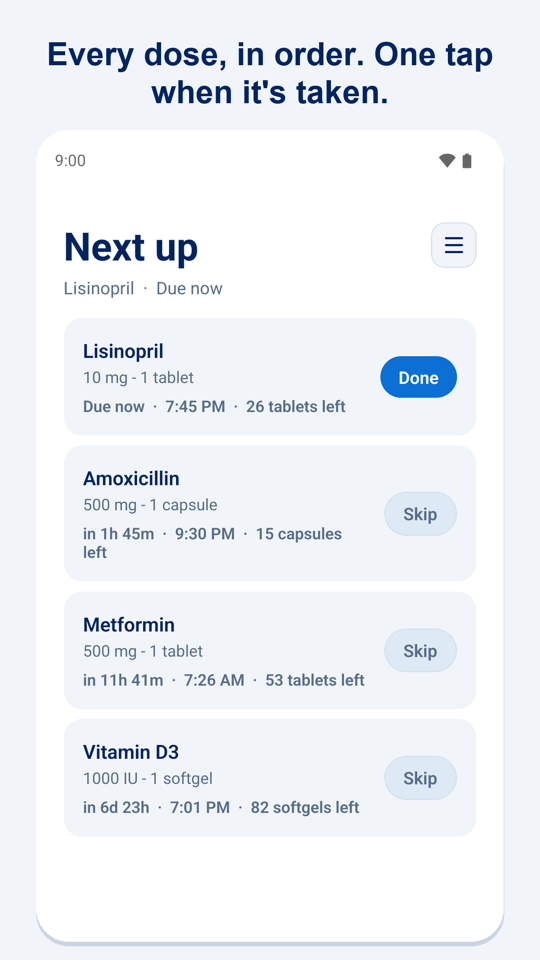 Every dose, in order. One tap
when it's taken.
9:00
Next up
Lisinopril · Due now
Lisinopril
10 mg - 1 tablet
Due now · 7:45 PM · 26 tablets left
Done
Amoxicillin
500 mg - 1 capsule
in 1h 45m · 9:30 PM · 15 capsules
left
Skip
Metformin
500 mg - 1 tablet
in 11h 41m · 7:26 AM · 53 tablets left
Skip
Vitamin D3
1000 IU - 1 softgel
in 6d 23h · 7:01 PM · 82 softgels left
Skip